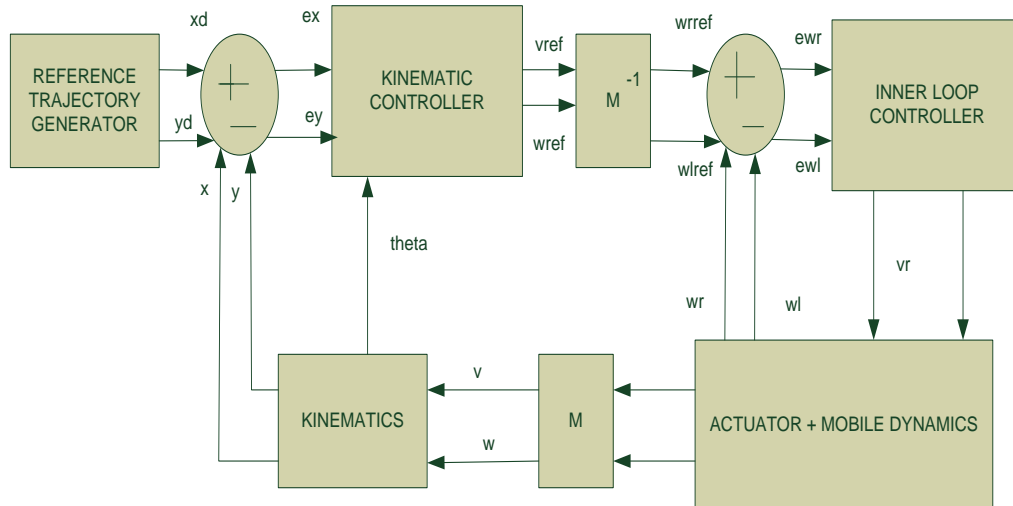 xd
ex
wrref
ewr
vref
REFERENCE
TRAJECTORY
GENERATOR
+
−
KINEMATIC
CONTROLLER
M
-1
+
−
INNER LOOP
CONTROLLER
yd
ey
wref
wlref
ewl
x
y
theta
vr
wr
wl
v
KINEMATICS
M
ACTUATOR + MOBILE DYNAMICS
w